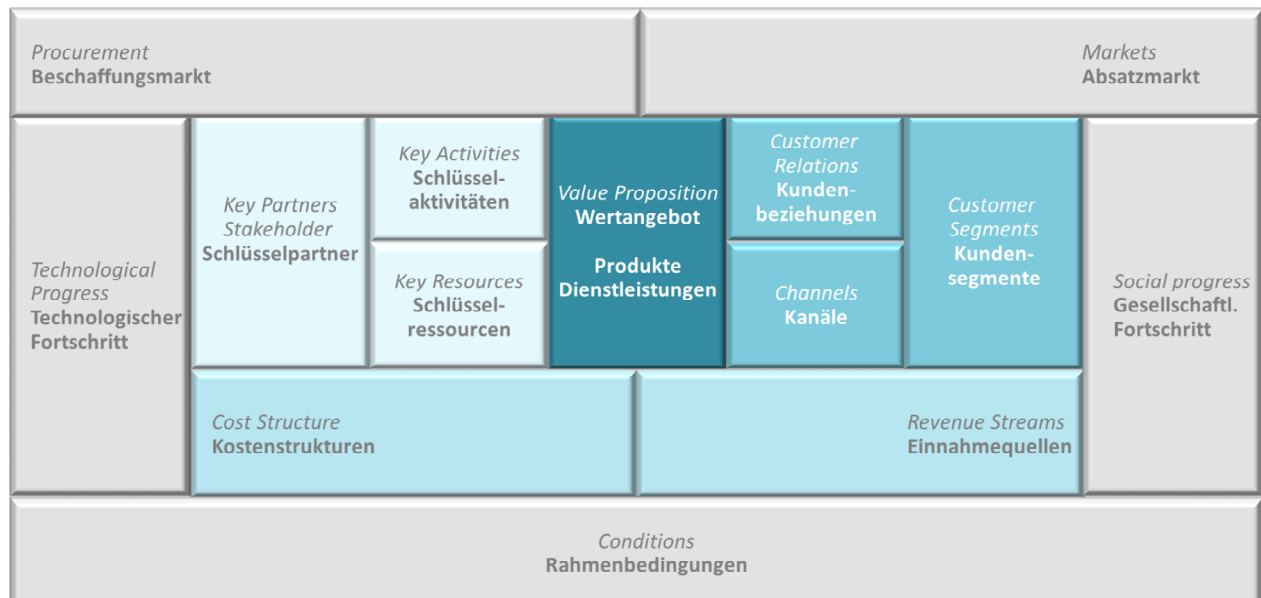 Procurement
Beschaffungsmarkt
Markets
Absatzmarkt
Technological
Progress
Technologischer
Fortschritt
Key Partners
Stakeholder
Schlüsselpartner
Key Activities
Schlüssel-
aktivitäten
Key Resources
Schlüssel-
ressourcen
Value Proposition
Wertangebot
Produkte
Dienstleistungen
Customer
Relations
Kunden-
beziehungen
Channels
Kanäle
Customer
Segments
Kunden-
segmente
Social progress
Gesellschaftl.
Fortschritt
Cost Structure
Kostenstrukturen
Revenue Streams
Einnahmequellen
Conditions
Rahmenbedingungen